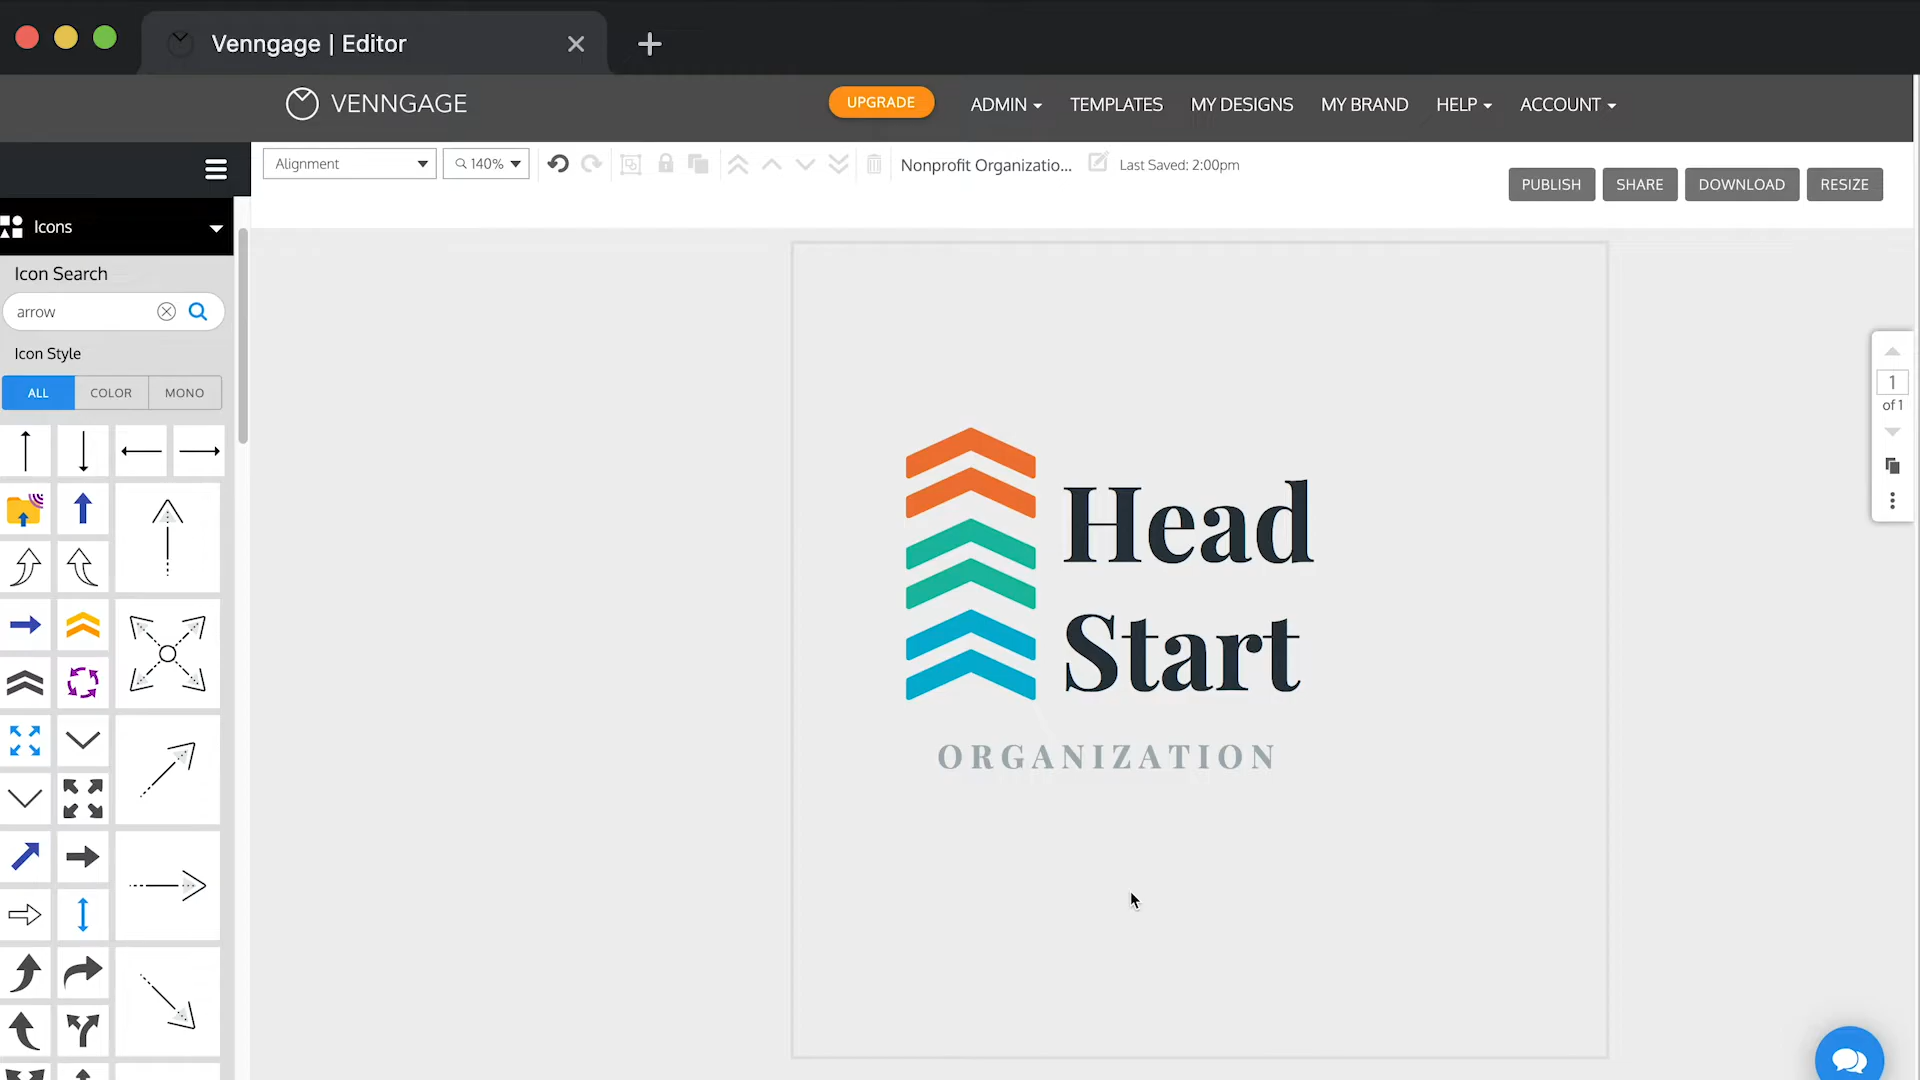 Venngage | Editor
VENNGAGE
UPGRADE
ADMIN
TEMPLATES
MY DESIGNS
MY BRAND
HELP
ACCOUNT
Alignment
140%
Nonprofit Organizatio...
Last Saved: 2:00pm
PUBLISH
SHARE
DOWNLOAD
RESIZE
Icons
Icon Search
arrow
Icon Style
ALL
COLOR
MONO
Head
Start
ORGANIZATION
1
of 1